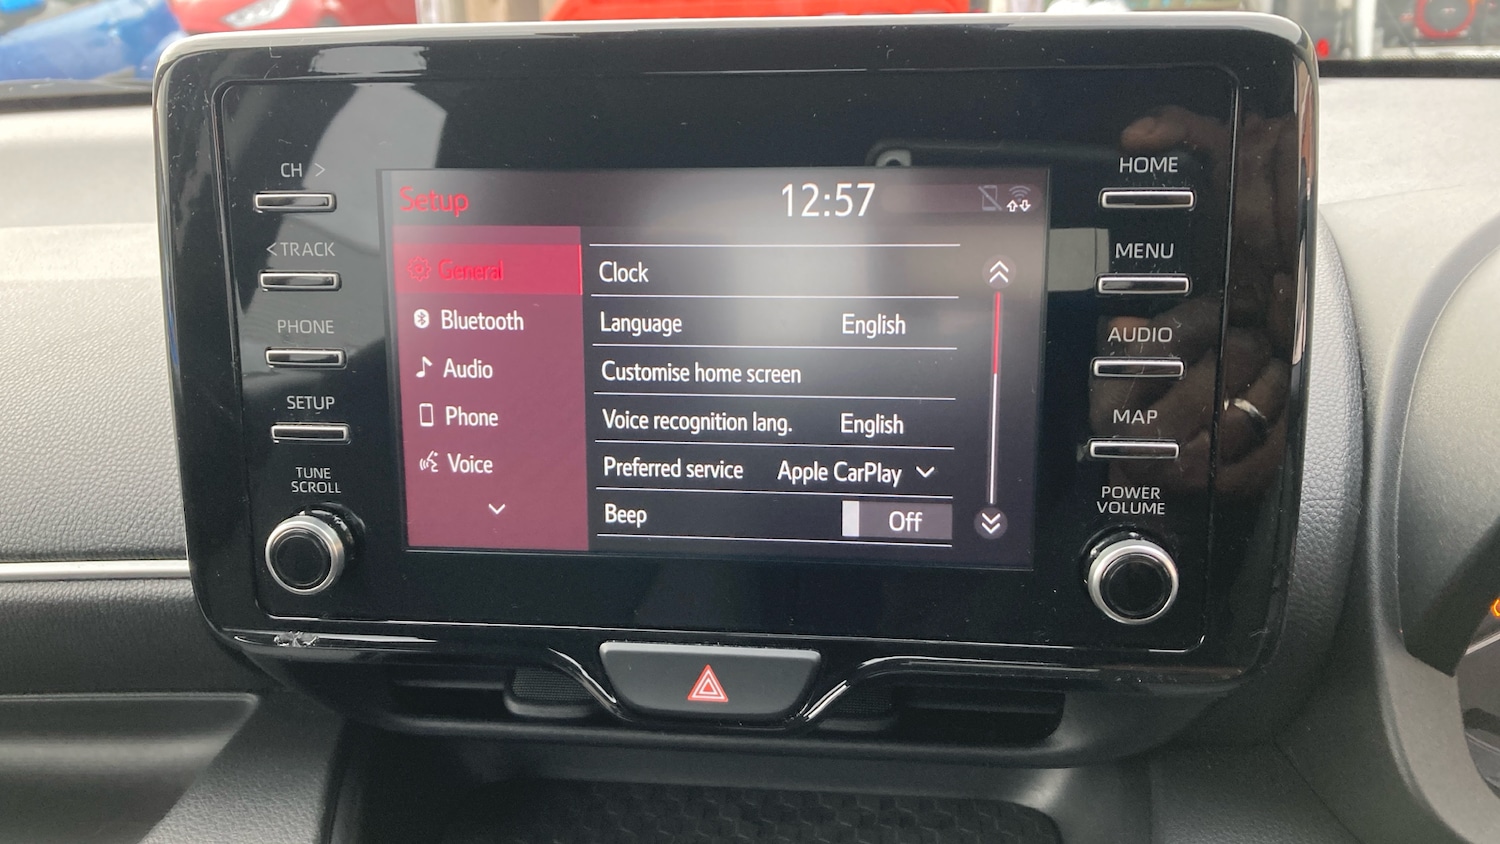 CH >
< TRACK
PHONE
SETUP
TUNE
SCROLL
Setup
12:57
General
Bluetooth
Audio
Phone
Voice
Clock
Language English
Customise home screen
Voice recognition lang. English
Preferred service Apple CarPlay
Beep Off
HOME
MENU
AUDIO
MAP
POWER
VOLUME